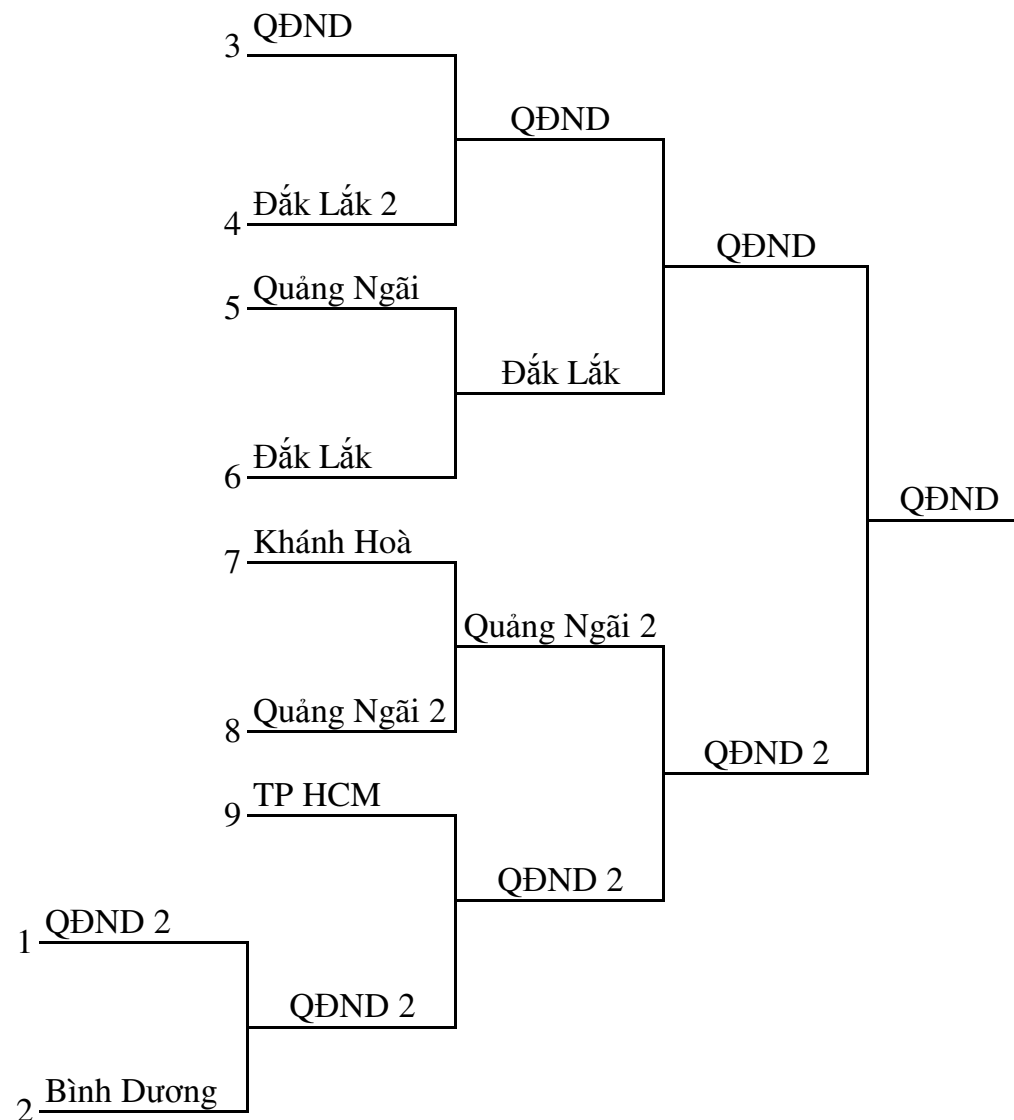 3 QĐND
QĐND
4 Đắk Lắk 2
QĐND
5 Quảng Ngãi
Đắk Lắk
6 Đắk Lắk
QĐND
7 Khánh Hoà
Quảng Ngãi 2
8 Quảng Ngãi 2
QĐND 2
9 TP HCM
QĐND 2
1 QĐND 2
QĐND 2
2 Bình Dương